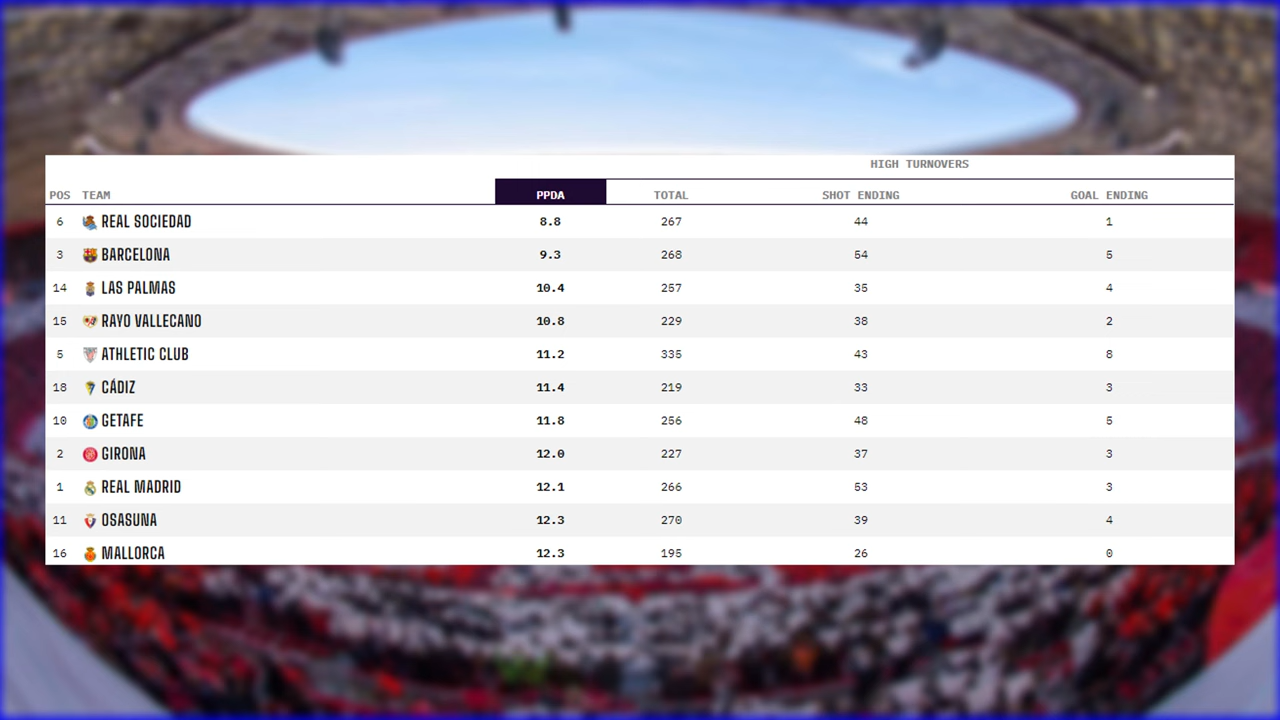 HIGH TURNOVERS
POS TEAM PPDA TOTAL SHOT ENDING GOAL ENDING
6 REAL SOCIEDAD 8.8 267 44 1
3 BARCELONA 9.3 268 54 5
14 LAS PALMAS 10.4 257 35 4
15 RAYO VALLECANO 10.8 229 38 2
5 ATHLETIC CLUB 11.2 335 43 8
18 CÁDIZ 11.4 219 33 3
10 GETAFE 11.8 256 48 5
2 GIRONA 12.0 227 37 3
1 REAL MADRID 12.1 266 53 3
11 OSASUNA 12.3 270 39 4
16 MALLORCA 12.3 195 26 0